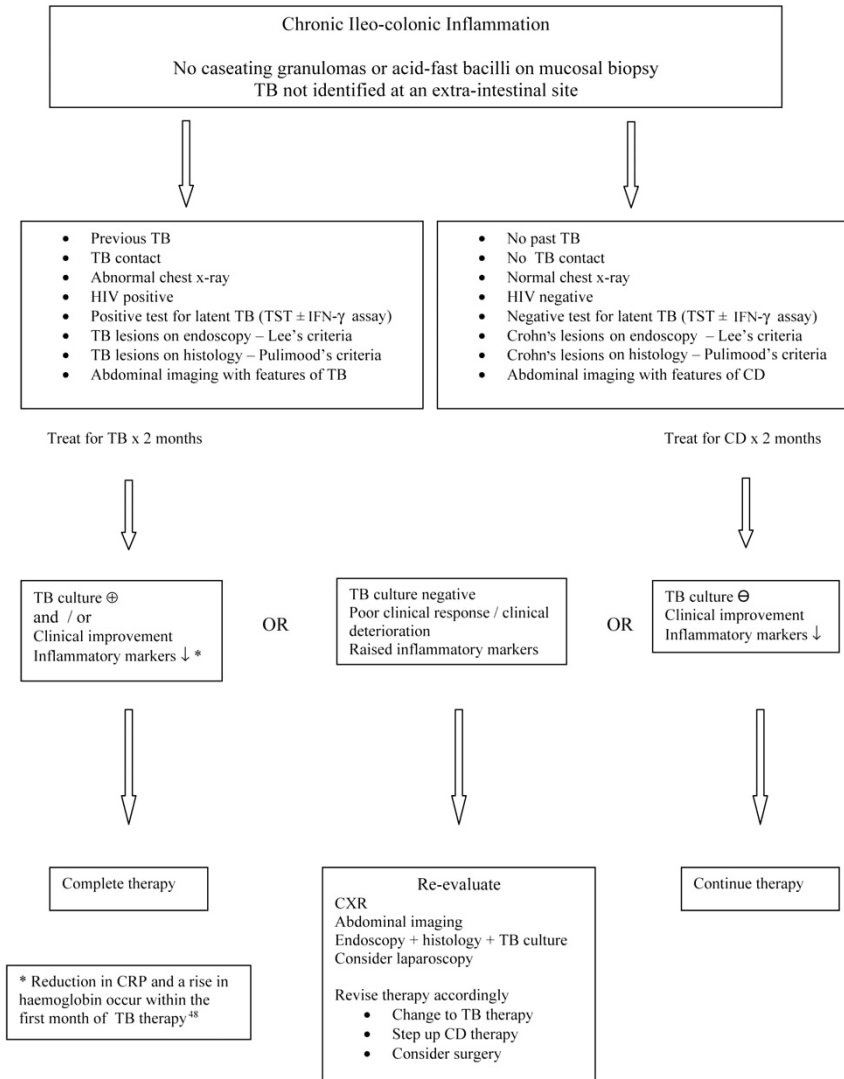 Chronic Ileo-colonic Inflammation
No caseating granulomas or acid-fast bacilli on mucosal biopsy
TB not identified at an extra-intestinal site
• Previous TB
• TB contact
• Abnormal chest x-ray
• HIV positive
• Positive test for latent TB (TST ± IFN-γ assay)
• TB lesions on endoscopy – Lee's criteria
• TB lesions on histology – Pulimood's criteria
• Abdominal imaging with features of TB
• No past TB
• No TB contact
• Normal chest x-ray
• HIV negative
• Negative test for latent TB (TST ± IFN-γ assay)
• Crohn's lesions on endoscopy – Lee's criteria
• Crohn's lesions on histology – Pulimood's criteria
• Abdominal imaging with features of CD
Treat for TB x 2 months
Treat for CD x 2 months
TB culture ⊕
and / or
Clinical improvement
Inflammatory markers ↓ *
OR
TB culture negative
Poor clinical response / clinical
deterioration
Raised inflammatory markers
OR
TB culture ⊖
Clinical improvement
Inflammatory markers ↓
Complete therapy
Re-evaluate
CXR
Abdominal imaging
Endoscopy + histology + TB culture
Consider laparoscopy
Revise therapy accordingly
• Change to TB therapy
• Step up CD therapy
• Consider surgery
Continue therapy
* Reduction in CRP and a rise in
haemoglobin occur within the
first month of TB therapy 48